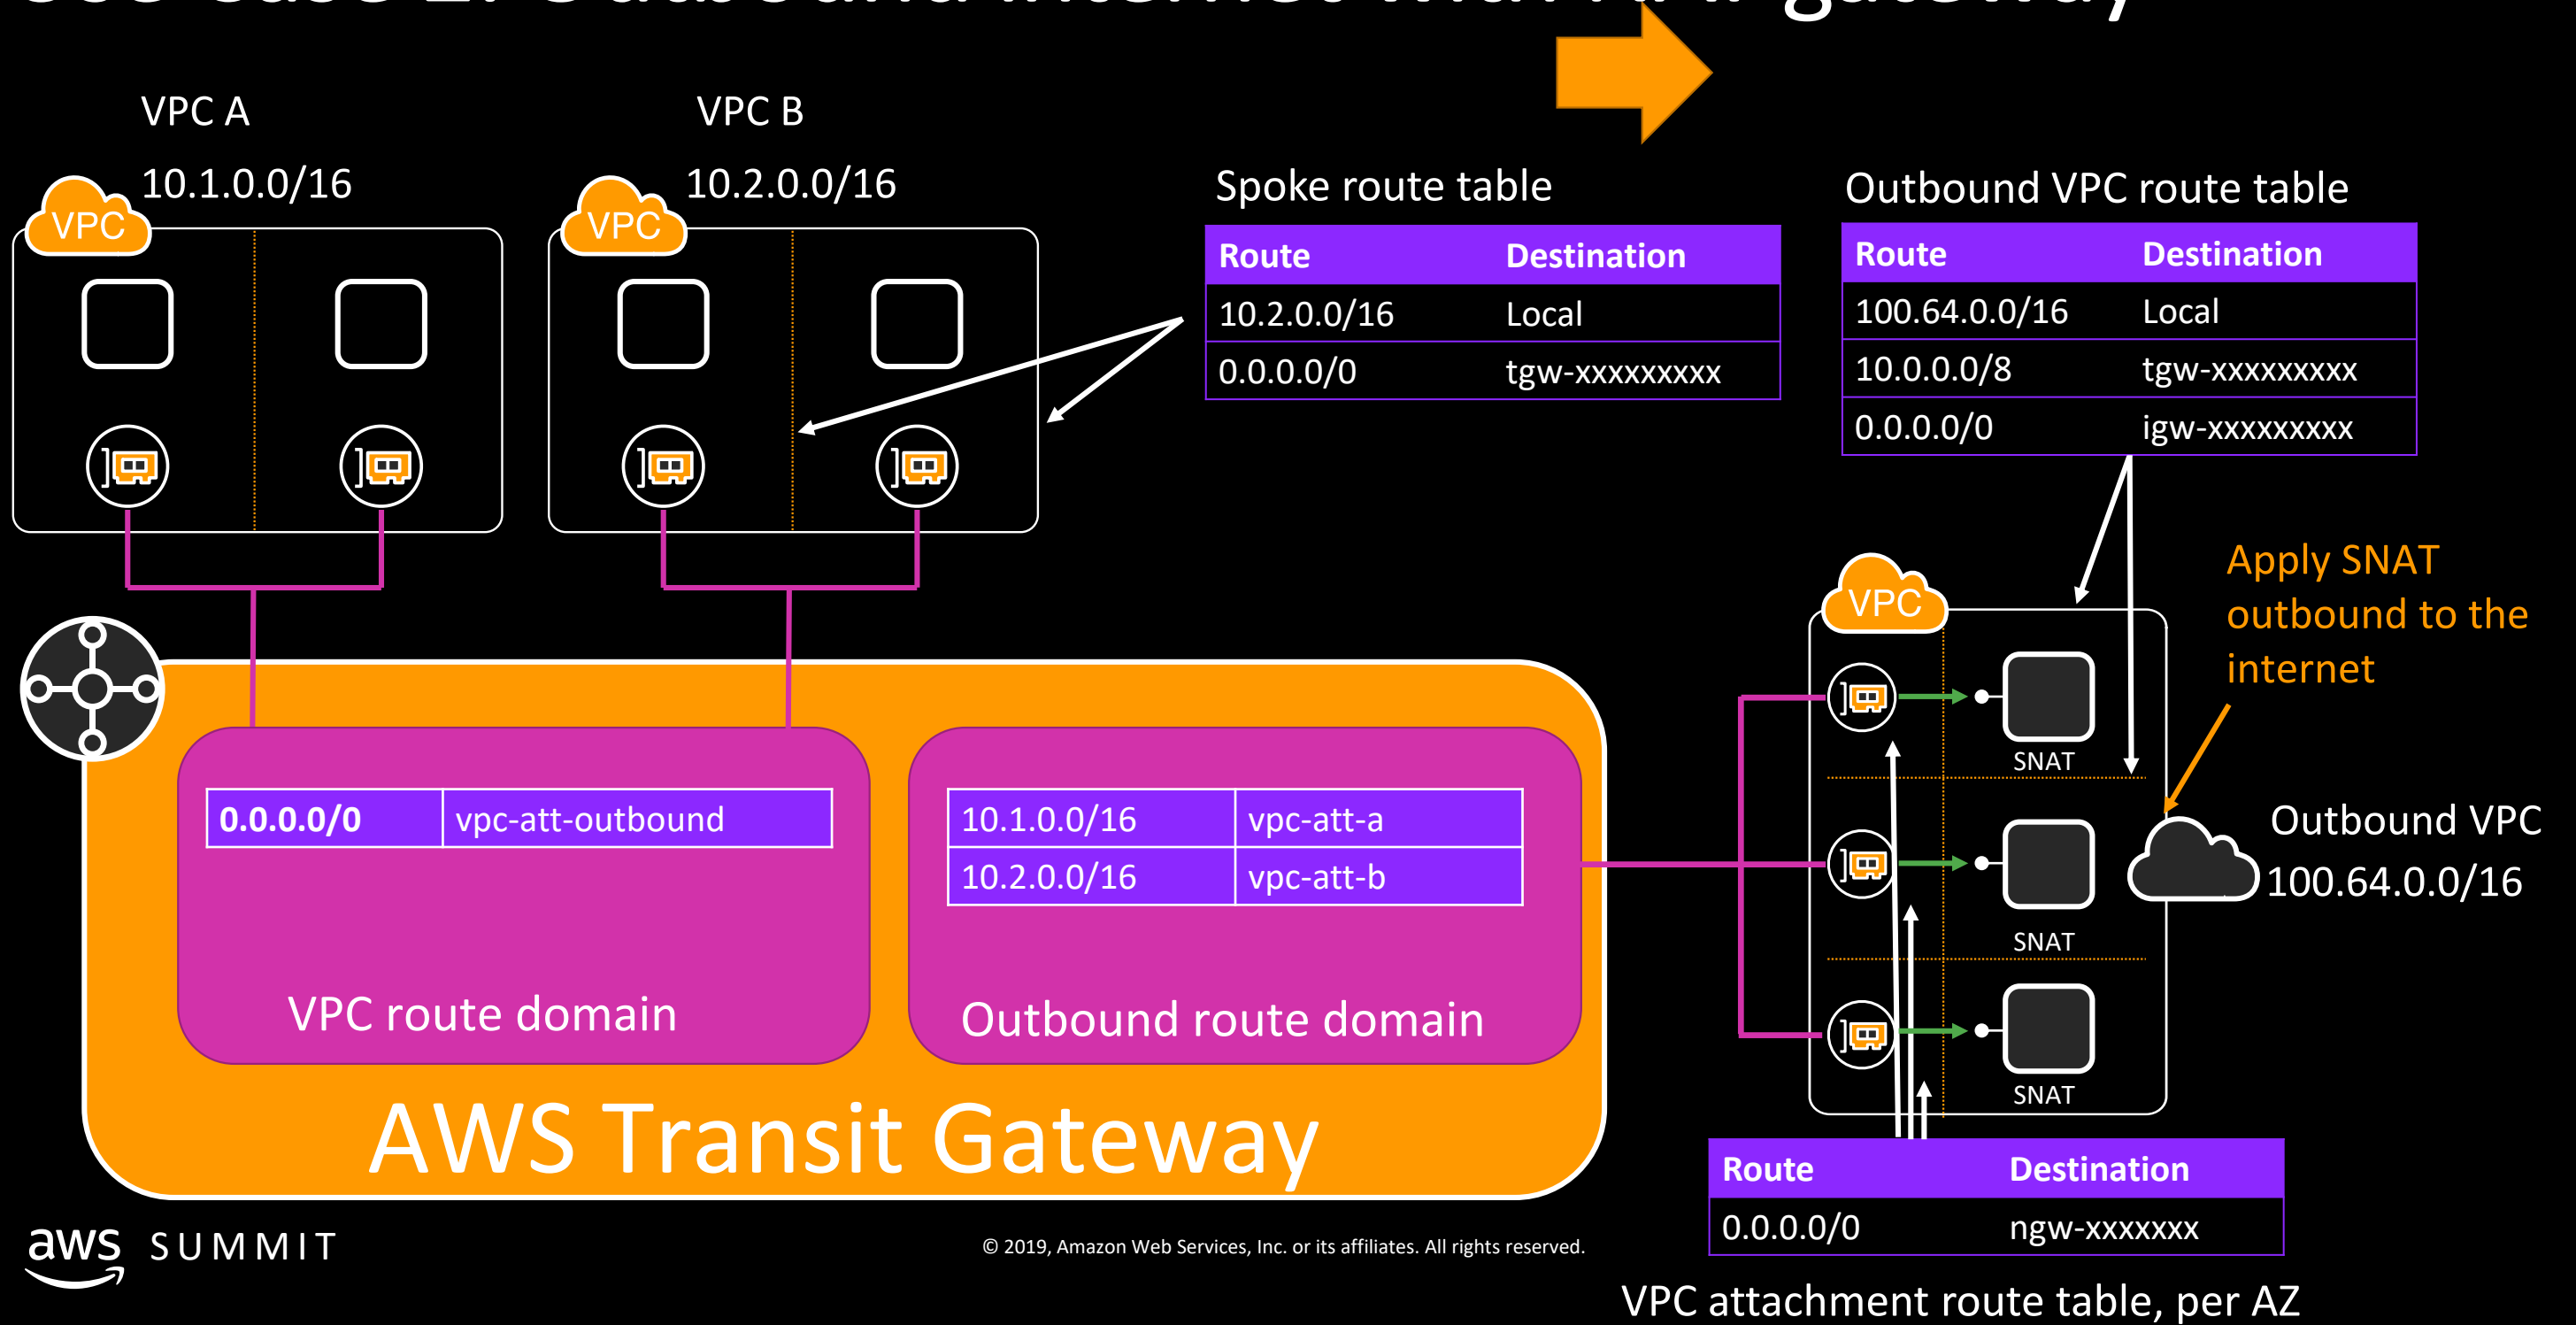 VPC A
10.1.0.0/16
VPC
VPC B
10.2.0.0/16
VPC
Spoke route table
Route Destination
10.2.0.0/16 Local
0.0.0.0/0 tgw-xxxxxxxxx
Outbound VPC route table
Route Destination
100.64.0.0/16 Local
10.0.0.0/8 tgw-xxxxxxxxx
0.0.0.0/0 igw-xxxxxxxxx
Apply SNAT
outbound to the
internet
VPC
SNAT
SNAT
SNAT
Outbound VPC
100.64.0.0/16
0.0.0.0/0 vpc-att-outbound
VPC route domain
10.1.0.0/16 vpc-att-a
10.2.0.0/16 vpc-att-b
Outbound route domain
AWS Transit Gateway
Route Destination
0.0.0.0/0 ngw-xxxxxxx
VPC attachment route table, per AZ
aws SUMMIT
© 2019, Amazon Web Services, Inc. or its affiliates. All rights reserved.